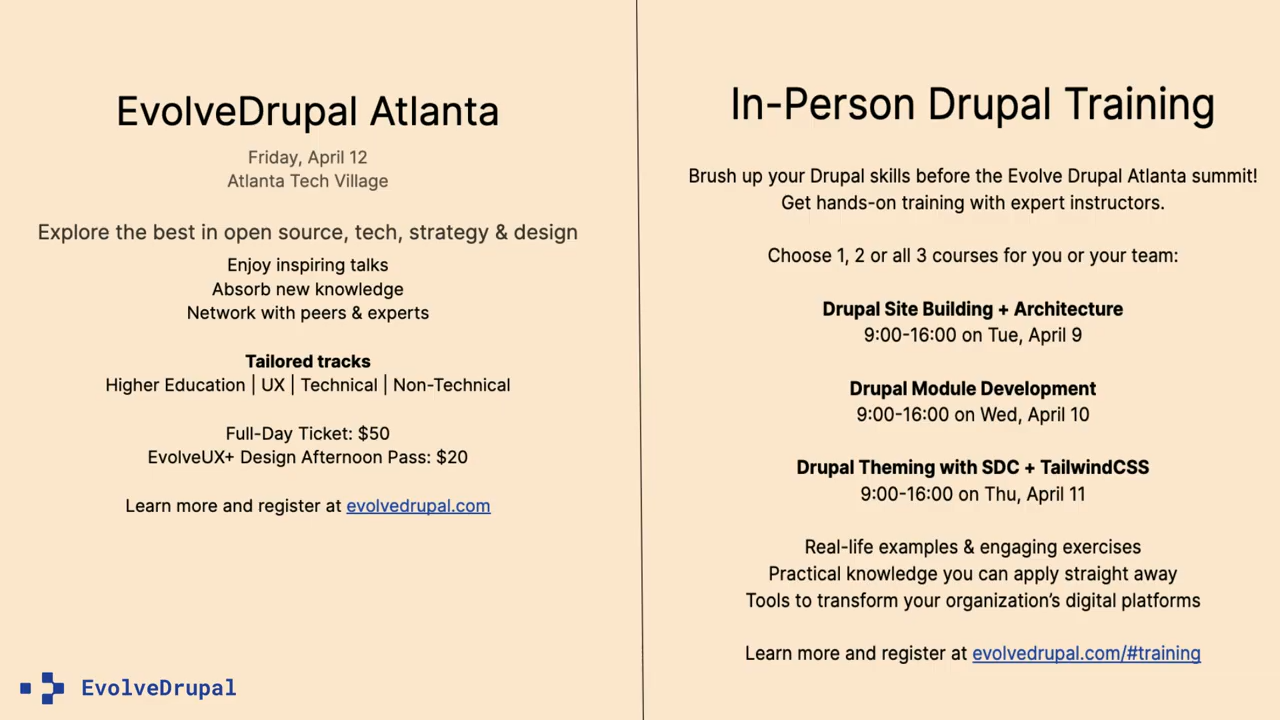 EvolveDrupal Atlanta
Friday, April 12
Atlanta Tech Village
Explore the best in open source, tech, strategy & design
Enjoy inspiring talks
Absorb new knowledge
Network with peers & experts
Tailored tracks
Higher Education | UX | Technical | Non-Technical
Full-Day Ticket: $50
EvolveUX+ Design Afternoon Pass: $20
Learn more and register at evolvedrupal.com
EvolveDrupal
In-Person Drupal Training
Brush up your Drupal skills before the Evolve Drupal Atlanta summit!
Get hands-on training with expert instructors.
Choose 1, 2 or all 3 courses for you or your team:
Drupal Site Building + Architecture
9:00-16:00 on Tue, April 9
Drupal Module Development
9:00-16:00 on Wed, April 10
Drupal Theming with SDC + TailwindCSS
9:00-16:00 on Thu, April 11
Real-life examples & engaging exercises
Practical knowledge you can apply straight away
Tools to transform your organization's digital platforms
Learn more and register at evolvedrupal.com/#training